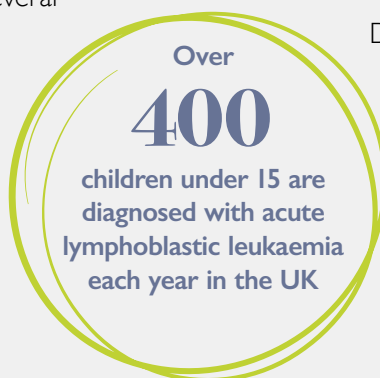 Over
400
children under 15 are
diagnosed with acute
lymphoblastic leukaemia
each year in the UK